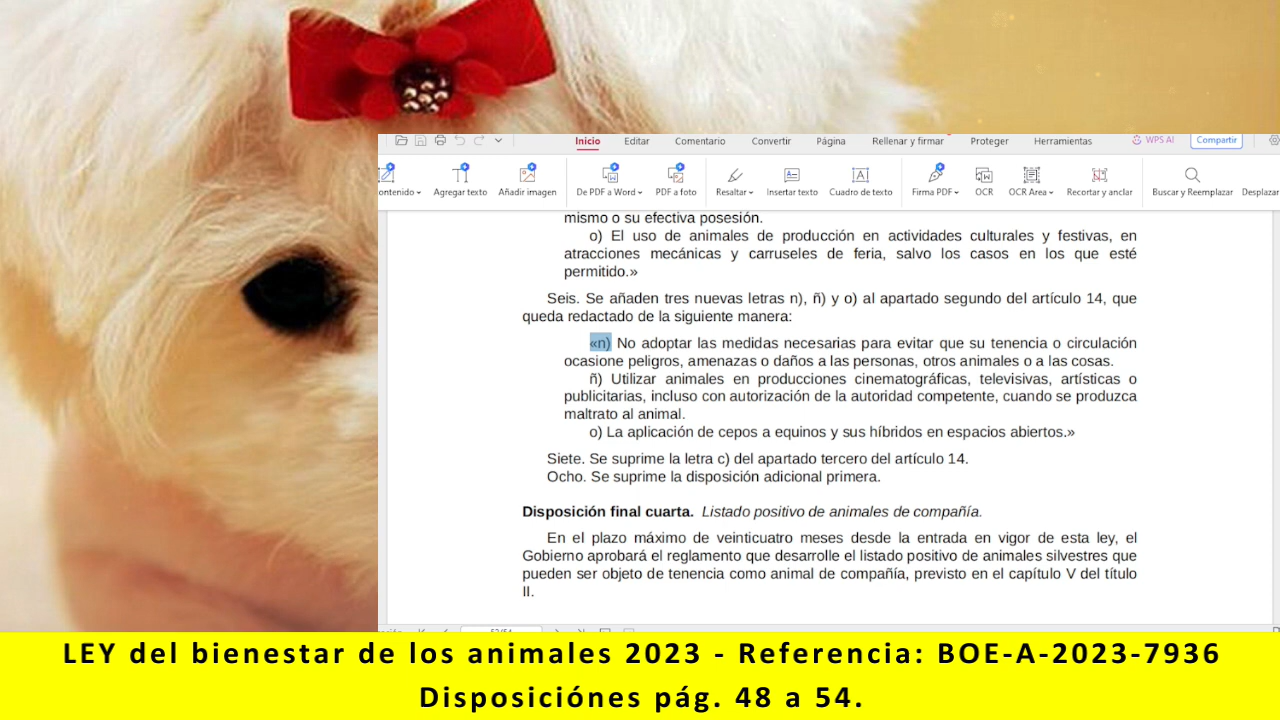 Inicio Editar Comentario Convertir Página Rellenar y firmar Proteger Herramientas WPS AI Compartir
ontenido Agregar texto Añadir imagen De PDF a Word PDF a foto Resaltar Insertar texto Cuadro de texto Firma PDF OCR OCR Area Recortar y anclar Buscar y Reemplazar Desplazar
mismo o su efectiva posesión.
o) El uso de animales de producción en actividades culturales y festivas, en
atracciones mecánicas y carruseles de feria, salvo los casos en los que esté
permitido.»
Seis. Se añaden tres nuevas letras n), ñ) y o) al apartado segundo del artículo 14, que
queda redactado de la siguiente manera:
«n) No adoptar las medidas necesarias para evitar que su tenencia o circulación
ocasione peligros, amenazas o daños a las personas, otros animales o a las cosas.
ñ) Utilizar animales en producciones cinematográficas, televisivas, artísticas o
publicitarias, incluso con autorización de la autoridad competente, cuando se produzca
maltrato al animal.
o) La aplicación de cepos a equinos y sus híbridos en espacios abiertos.»
Siete. Se suprime la letra c) del apartado tercero del artículo 14.
Ocho. Se suprime la disposición adicional primera.
Disposición final cuarta. Listado positivo de animales de compañía.
En el plazo máximo de veinticuatro meses desde la entrada en vigor de esta ley, el
Gobierno aprobará el reglamento que desarrolle el listado positivo de animales silvestres que
pueden ser objeto de tenencia como animal de compañía, previsto en el capítulo V del título
II.
LEY del bienestar de los animales 2023 - Referencia: BOE-A-2023-7936
Disposiciónes pág. 48 a 54.